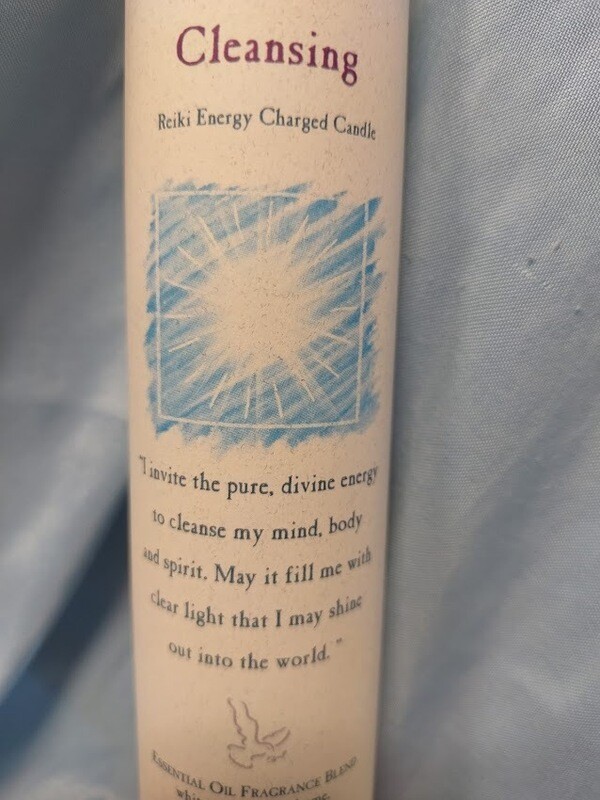 Cleansing
Reiki Energy Charged Candle
"I invite the pure, divine energy
to cleanse my mind, body
and spirit. May it fill me with
clear light that I may shine
out into the world."
Essential Oil Fragrance Blend